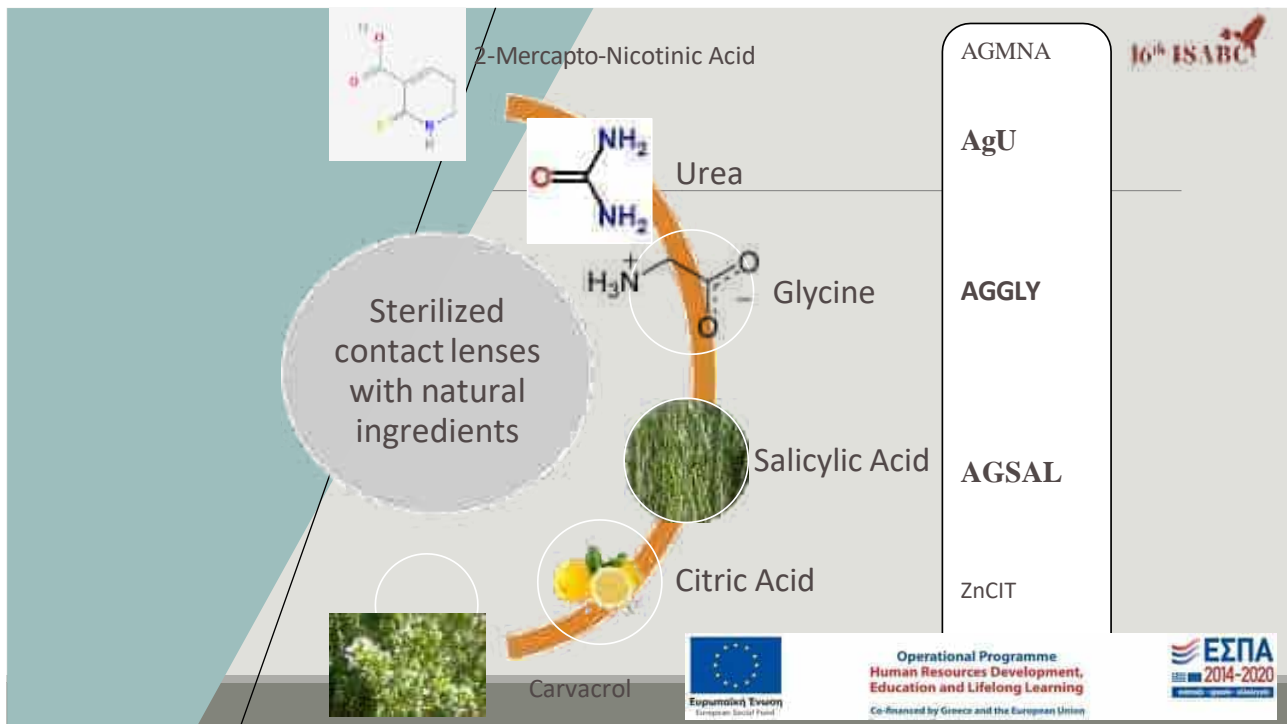 2-Mercapto-Nicotinic Acid
AGMNA
16th ISABC
H
O
O
N
H
NH₂
O
NH₂
Urea
AgU
H₃N
+
O
O
−
Glycine
AGGLY
Sterilized
contact lenses
with natural
ingredients
Salicylic Acid
AGSAL
Citric Acid
ZnCIT
Carvacrol
Ευρωπαϊκή Ένωση
European Social Fund
Operational Programme
Human Resources Development,
Education and Lifelong Learning
Co-financed by Greece and the European Union
ΕΣΠΑ
2014-2020